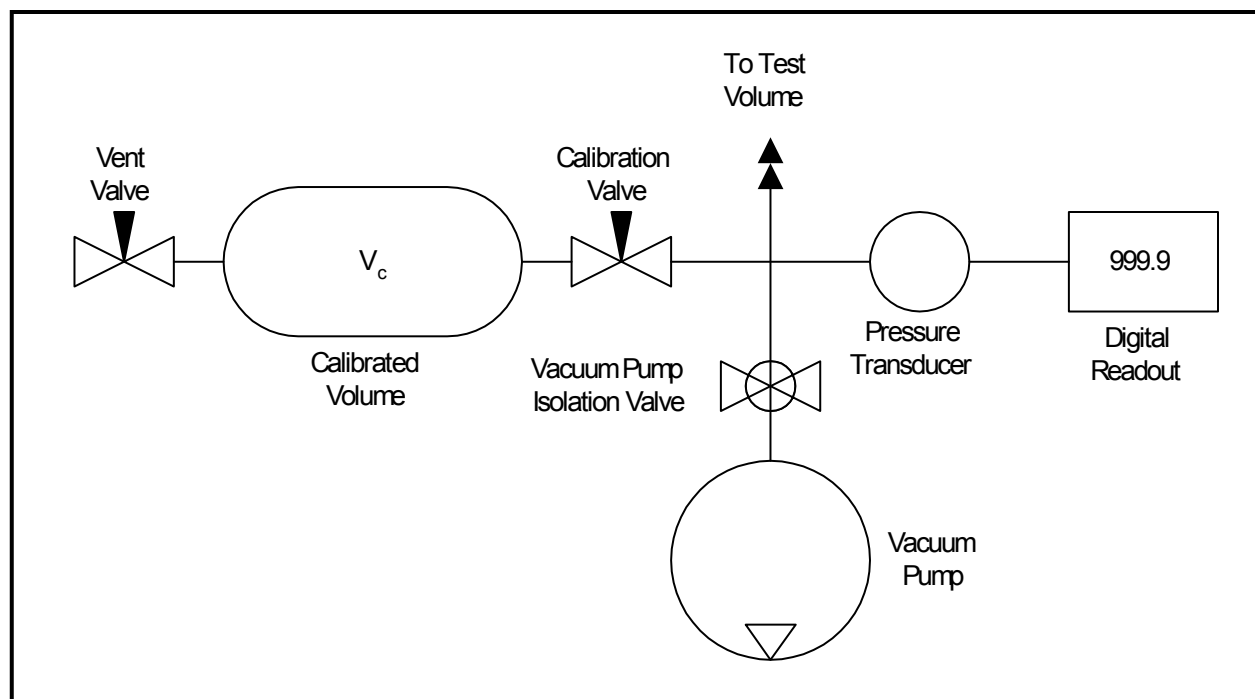 To Test
Volume
Vent
Valve
Calibration
Valve
Vc
999.9
Calibrated
Volume
Vacuum Pump
Isolation Valve
Pressure
Transducer
Digital
Readout
Vacuum
Pump